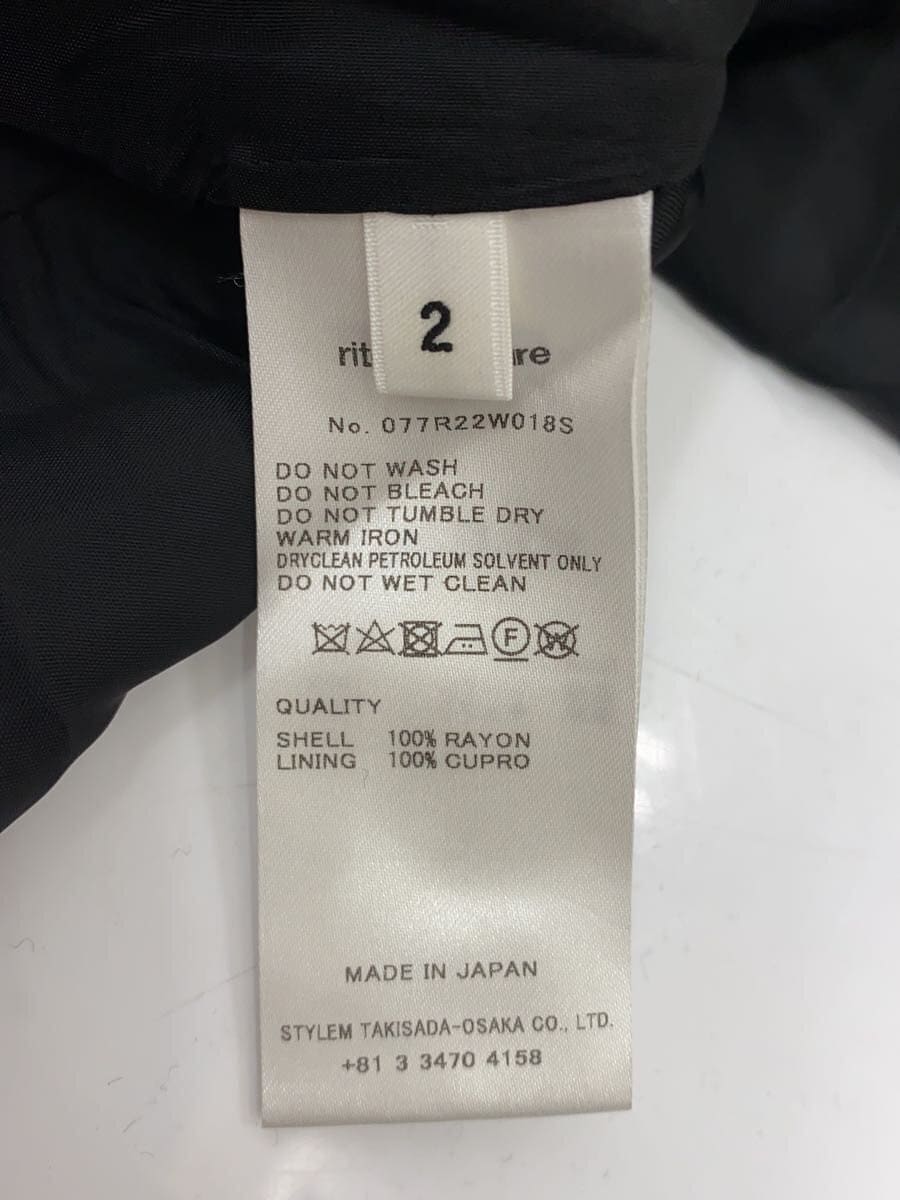 2
No. 077R22W018S
DO NOT WASH
DO NOT BLEACH
DO NOT TUMBLE DRY
WARM IRON
DRYCLEAN PETROLEUM SOLVENT ONLY
DO NOT WET CLEAN
F W
QUALITY
SHELL 100% RAYON
LINING 100% CUPRO
MADE IN JAPAN
STYLEM TAKISADA-OSAKA CO., LTD.
+81 3 3470 4158